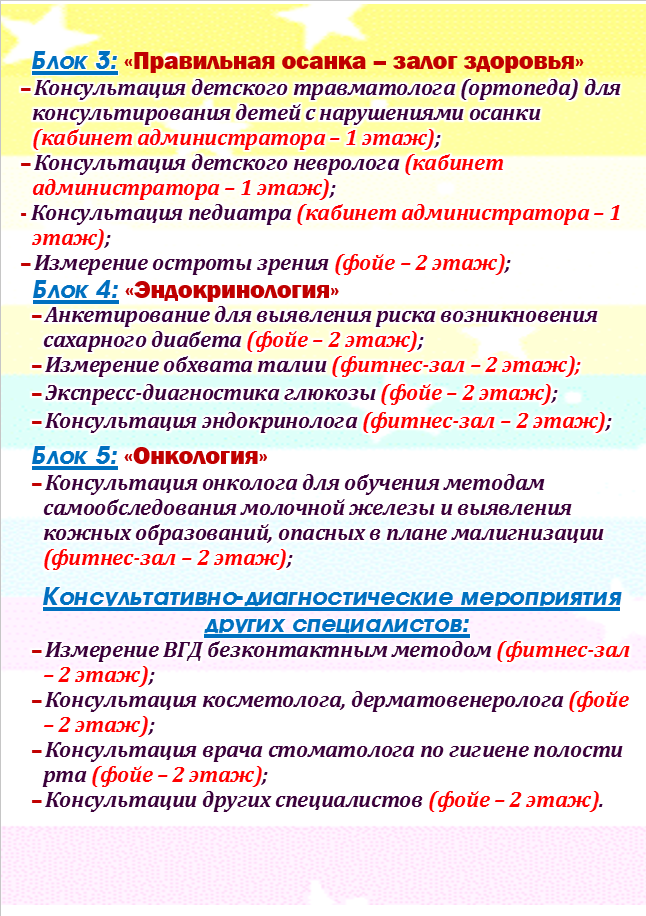 Блок 3: «Правильная осанка – залог здоровья»
– Консультация детского травматолога (ортопеда) для
консультирования детей с нарушениями осанки
(кабинет администратора – 1 этаж);
– Консультация детского невролога (кабинет
администратора – 1 этаж);
- Консультация педиатра (кабинет администратора – 1
этаж);
– Измерение остроты зрения (фойе – 2 этаж);
Блок 4: «Эндокринология»
– Анкетирование для выявления риска возникновения
сахарного диабета (фойе – 2 этаж);
– Измерение обхвата талии (фитнес-зал – 2 этаж);
– Экспресс-диагностика глюкозы (фойе – 2 этаж);
– Консультация эндокринолога (фитнес-зал – 2 этаж);
Блок 5: «Онкология»
– Консультация онколога для обучения методам
самообследования молочной железы и выявления
кожных образований, опасных в плане малигнизации
(фитнес-зал – 2 этаж);
Консультативно-диагностические мероприятия
других специалистов:
– Измерение ВГД безконтактным методом (фитнес-зал
– 2 этаж);
– Консультация косметолога, дерматовенеролога (фойе
– 2 этаж);
– Консультация врача стоматолога по гигиене полости
рта (фойе – 2 этаж);
– Консультации других специалистов (фойе – 2 этаж).